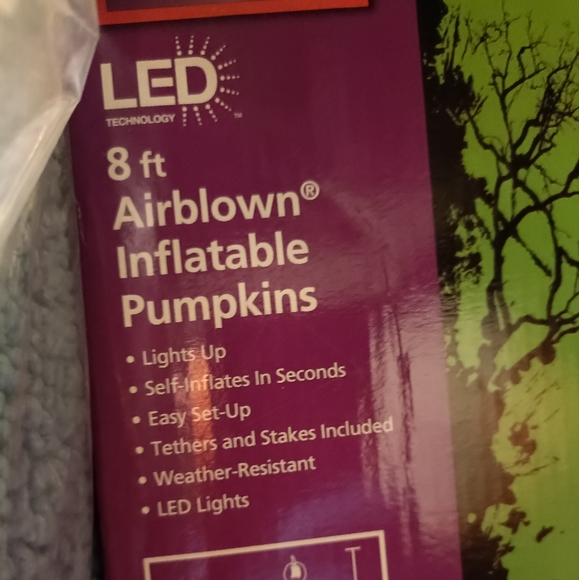 LED
TECHNOLOGY ™
8 ft
Airblown®
Inflatable
Pumpkins
• Lights Up
• Self-Inflates In Seconds
• Easy Set-Up
• Tethers and Stakes Included
• Weather-Resistant
• LED Lights